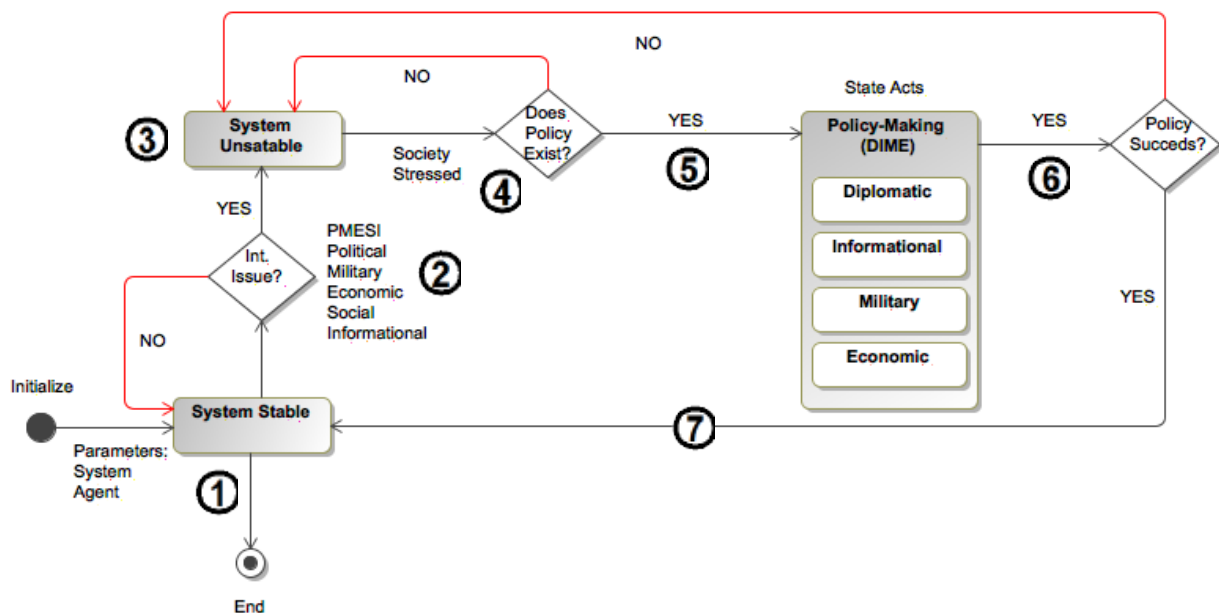 NO
NO
State Acts
System
Unsatable
3
Does
Policy
Exist?
YES
Policy-Making
(DIME)
YES
Policy
Succeds?
Society
Stressed
4
5
6
Diplomatic
Informational
Military
Economic
YES
YES
Int.
Issue?
PMESI
Political
Military
Economic
Social
Informational
2
NO
Initialize
System Stable
7
Parameters:
System
Agent
1
End